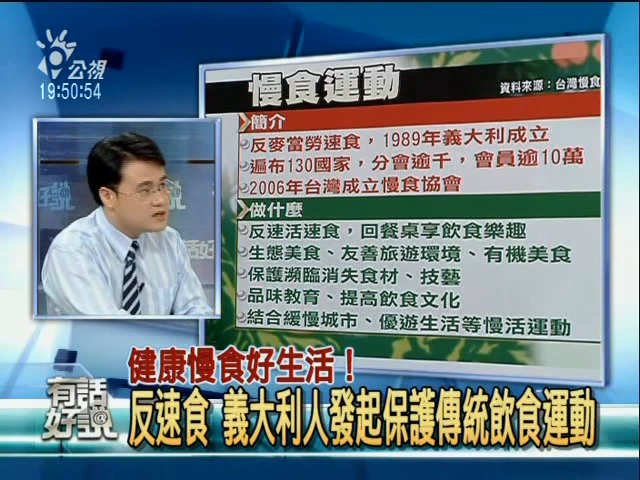 公視
19:50:54
慢食運動
資料來源：台灣慢食
簡介
反麥當勞速食，1989年義大利成立
遍布130國家，分會逾千，會員逾10萬
2006年台灣成立慢食協會
做什麼
反速活速食，回餐桌享飲食樂趣
生態美食、友善旅遊環境、有機美食
保護瀕臨消失食材、技藝
品味教育、提高飲食文化
結合緩慢城市、優遊生活等慢活運動
健康慢食好生活！
有話好說
反速食 義大利人發起保護傳統飲食運動